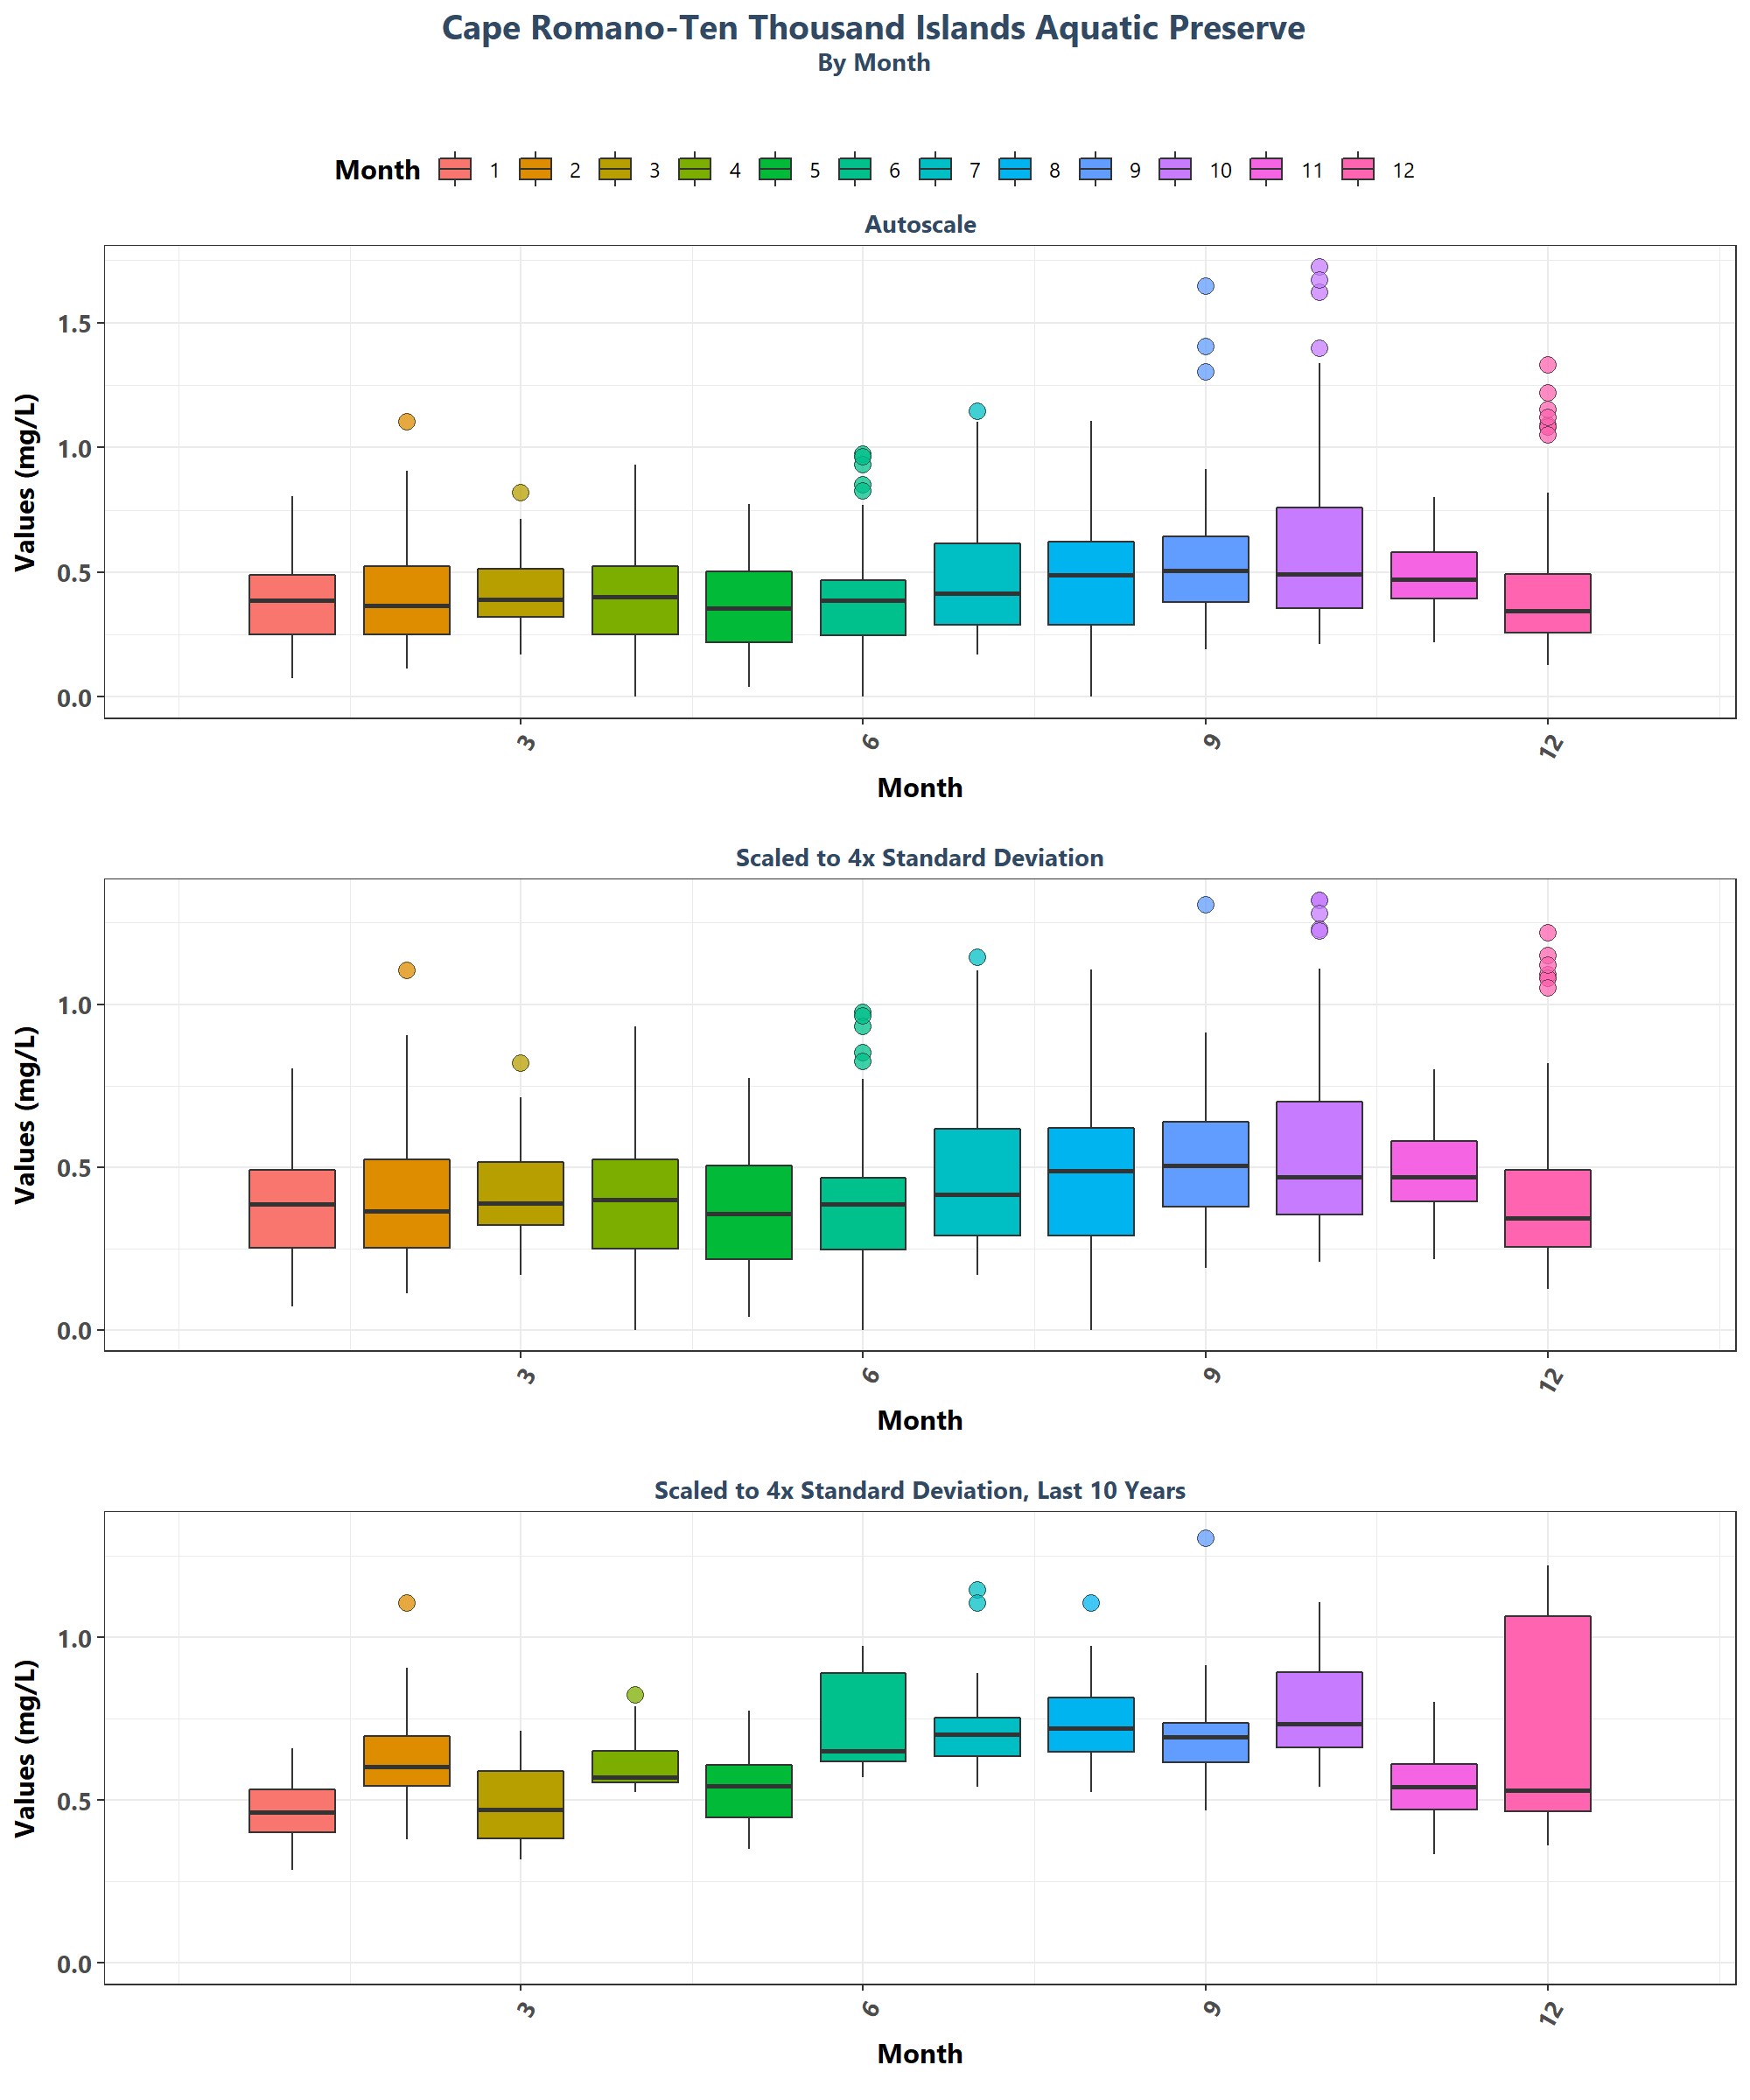 Cape Romano-Ten Thousand Islands Aquatic Preserve
By Month
Month 1 2 3 4 5 6 7 8 9 10 11 12
Autoscale
Values (mg/L)
1.5
1.0
0.5
0.0
3 6 9 12
Month
Scaled to 4x Standard Deviation
Values (mg/L)
1.0
0.5
0.0
3 6 9 12
Month
Scaled to 4x Standard Deviation, Last 10 Years
Values (mg/L)
1.0
0.5
0.0
3 6 9 12
Month